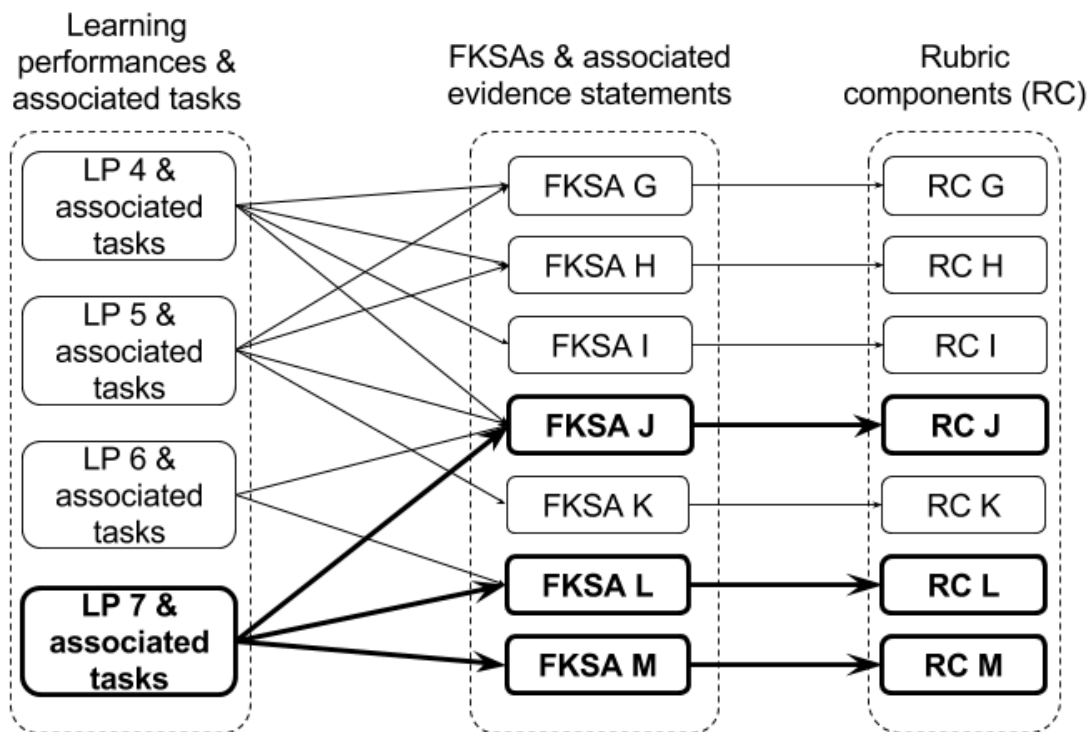 Learning
performances &
associated tasks
FKSAs & associated
evidence statements
Rubric
components (RC)
LP 4 &
associated
tasks
LP 5 &
associated
tasks
LP 6 &
associated
tasks
LP 7 &
associated
tasks
FKSA G
FKSA H
FKSA I
FKSA J
FKSA K
FKSA L
FKSA M
RC G
RC H
RC I
RC J
RC K
RC L
RC M